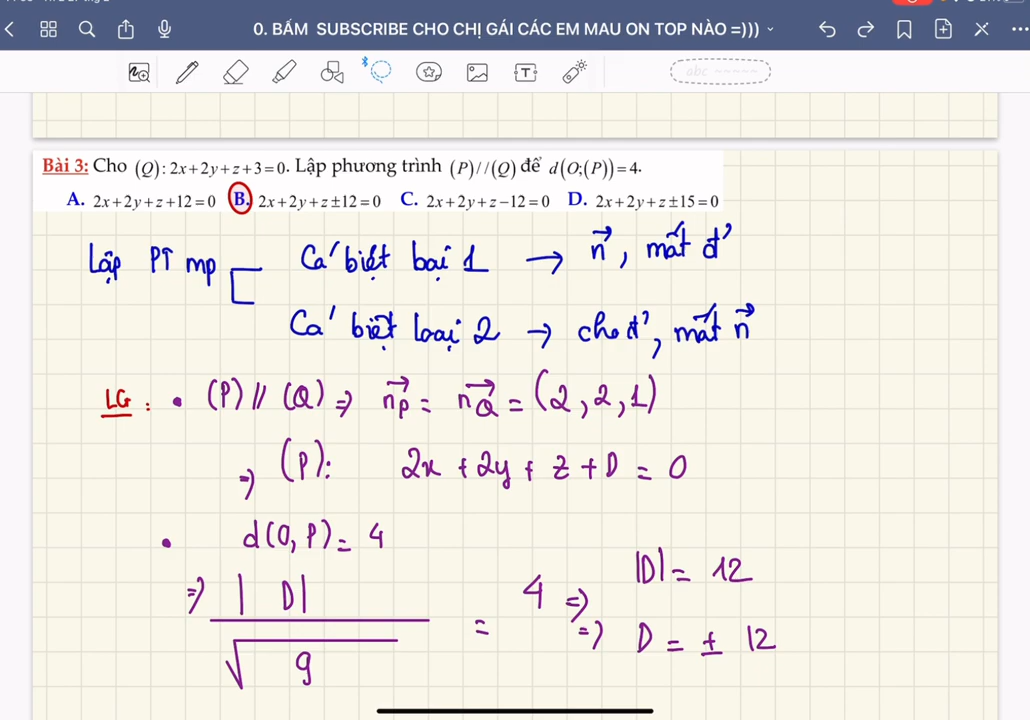 0. BẤM SUBSCRIBE CHO CHỊ GÁI CÁC EM MAU ON TOP NÀO =)))
Bài 3: Cho (Q): 2x+2y+z+3=0. Lập phương trình (P)//(Q) để d(O;(P))=4.
A. 2x+2y+z+12=0 B. 2x+2y+z±12=0 C. 2x+2y+z−12=0 D. 2x+2y+z±15=0
Lập PT mp
Cá biệt loại 1 → n⃗, mất đ'
Cá biệt loại 2 → cho đ', mất n⃗
LG: • (P) // (Q) ⇒ n⃗P = n⃗Q = (2, 2, 1)
⇒ (P): 2x + 2y + z + D = 0
• d(O, P) = 4
⇒ |D| / √9 = 4 ⇒ |D| = 12
⇒ D = ± 12